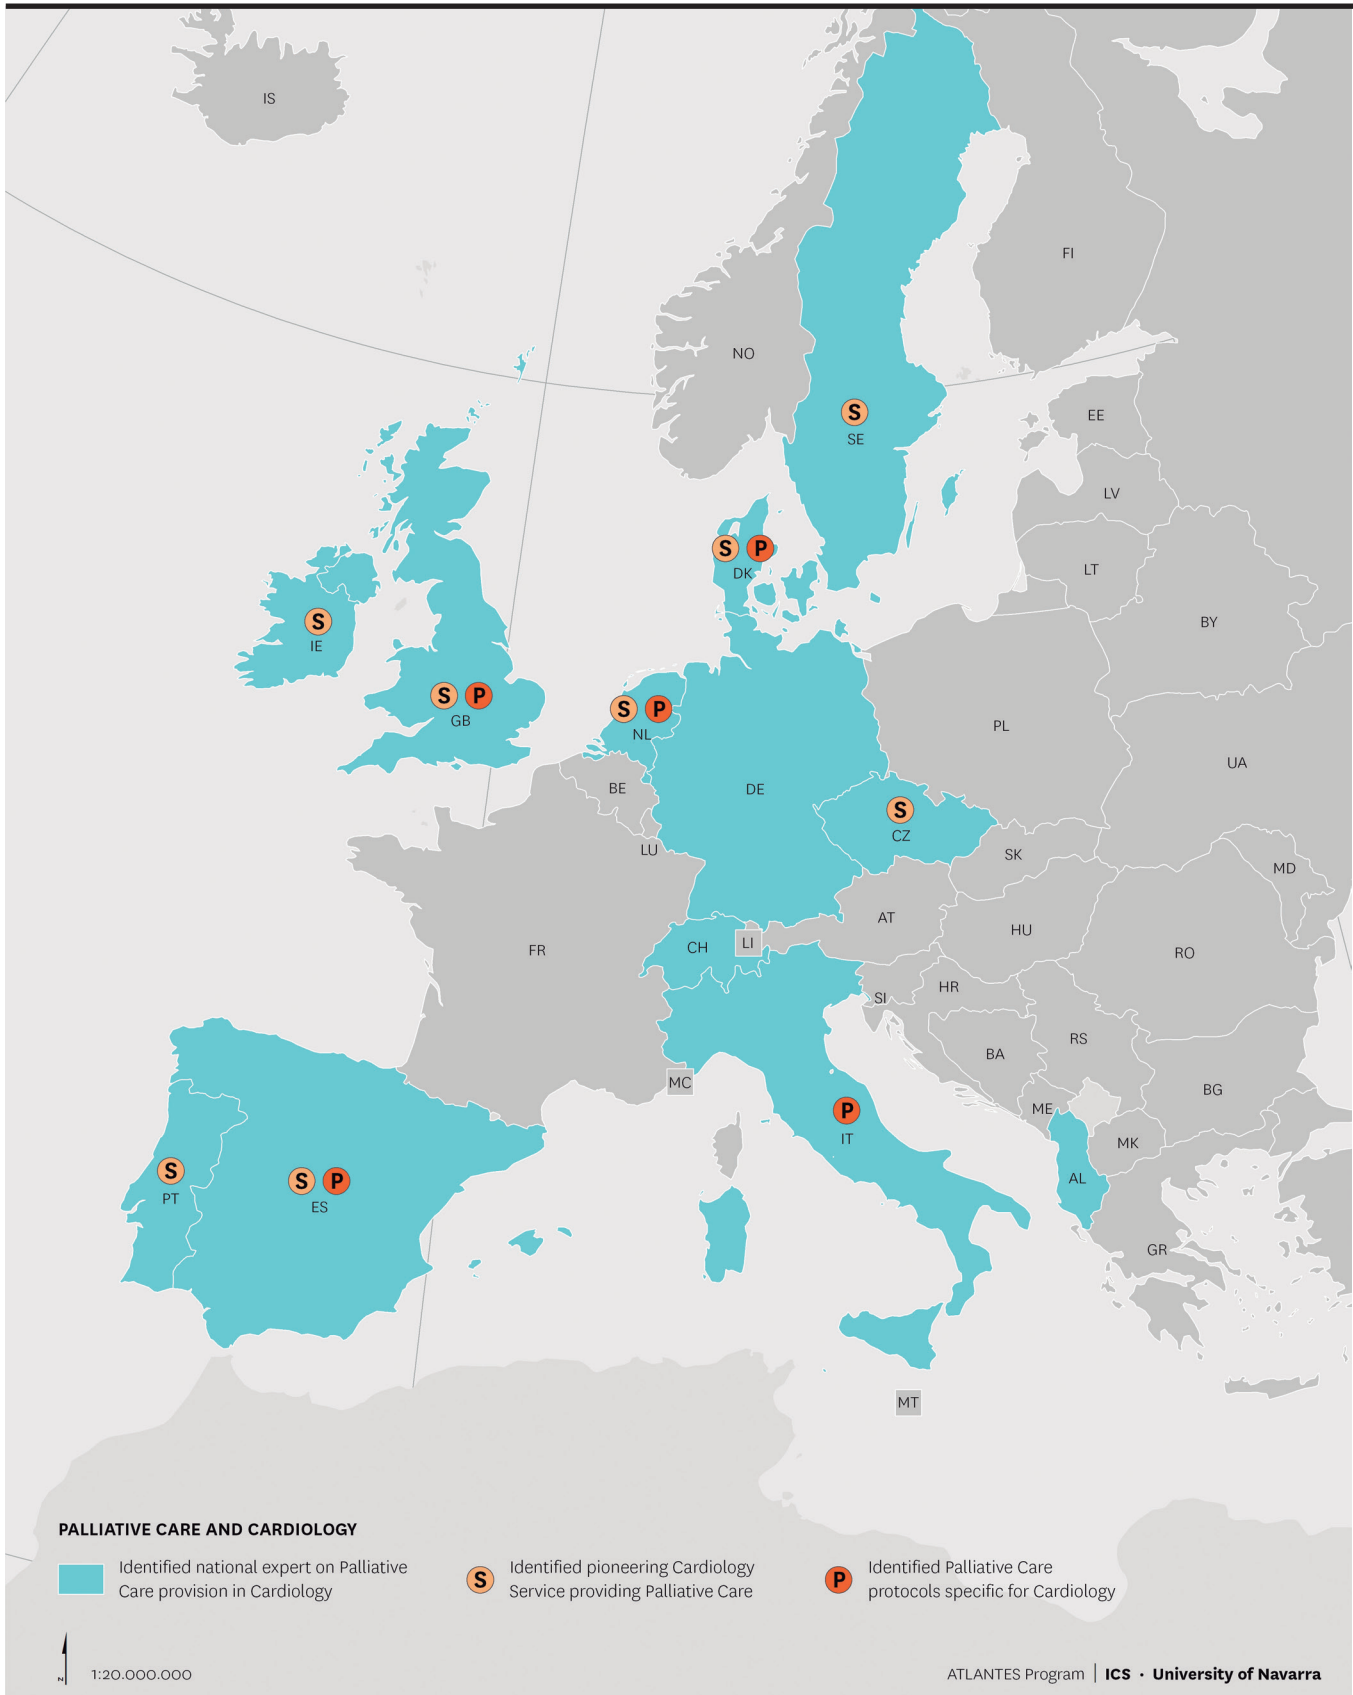 IS
FI
NO
S
SE
EE
LV
S P
DK
LT
S
IE
BY
S P
GB
S P
NL
PL
UA
BE
DE
S
CZ
LU
SK
MD
AT
HU
FR
CH
LI
RO
SI
HR
RS
BA
MC
BG
P
IT
ME
MK
S
PT
S P
ES
AL
GR
MT
PALLIATIVE CARE AND CARDIOLOGY
Identified national expert on Palliative
Care provision in Cardiology
S
Identified pioneering Cardiology
Service providing Palliative Care
P
Identified Palliative Care
protocols specific for Cardiology
N
1:20.000.000
ATLANTES Program | ICS · University of Navarra